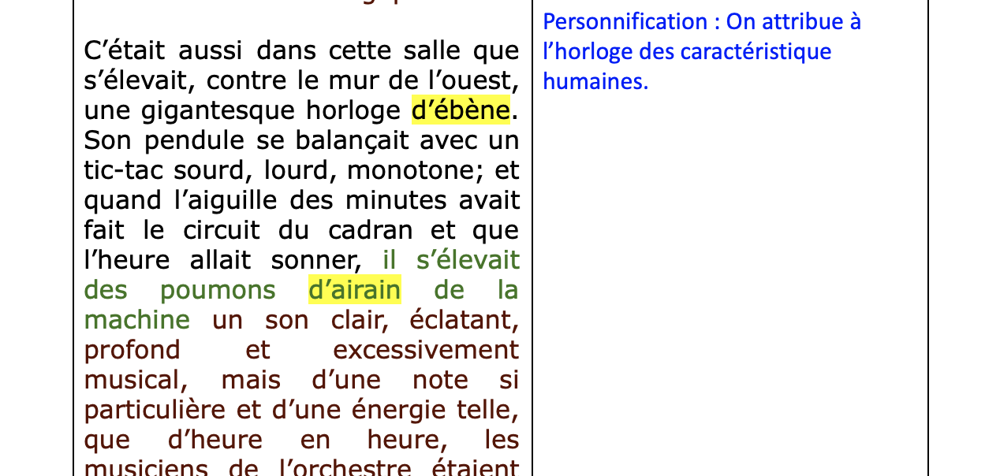 C’était aussi dans cette salle que
s’élevait, contre le mur de l’ouest,
une gigantesque horloge d’ébène.
Son pendule se balançait avec un
tic-tac sourd, lourd, monotone; et
quand l’aiguille des minutes avait
fait le circuit du cadran et que
l’heure allait sonner, il s’élevait
des poumons d’airain de la
machine un son clair, éclatant,
profond et excessivement
musical, mais d’une note si
particulière et d’une énergie telle,
que d’heure en heure, les
musiciens de l’orchestre étaient
Personnification : On attribue à
l’horloge des caractéristique
humaines.